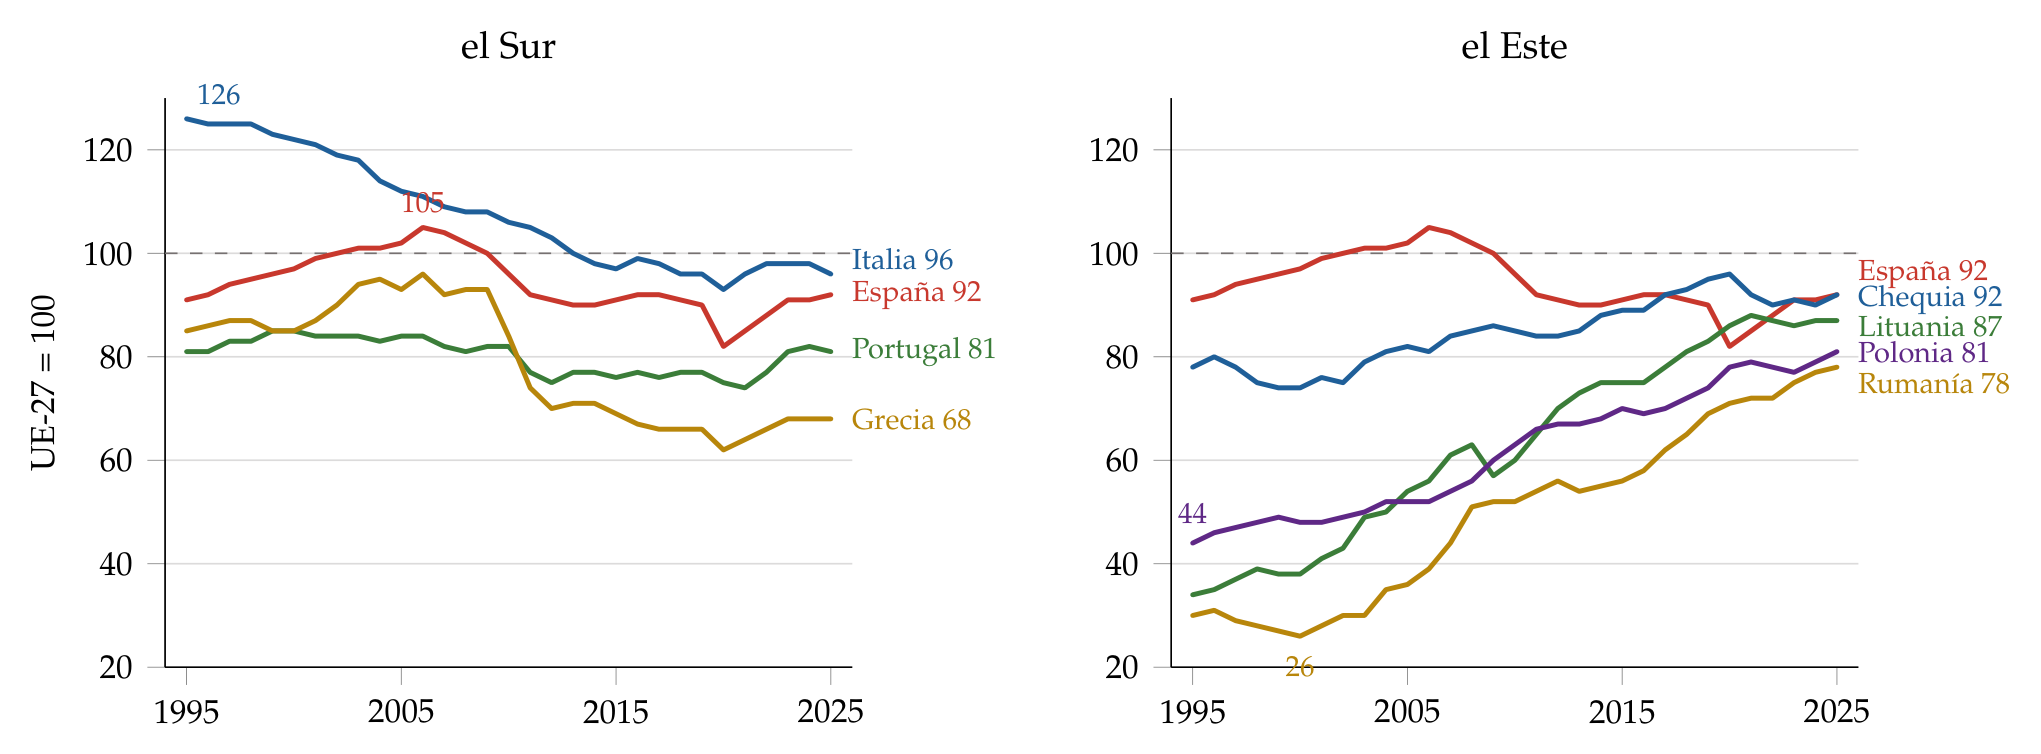 el Sur
126
105
120
100
80
60
40
20
UE-27 = 100
Italia 96
España 92
Portugal 81
Grecia 68
1995 2005 2015 2025
el Este
120
100
80
60
40
20
44
26
España 92
Chequia 92
Lituania 87
Polonia 81
Rumanía 78
1995 2005 2015 2025